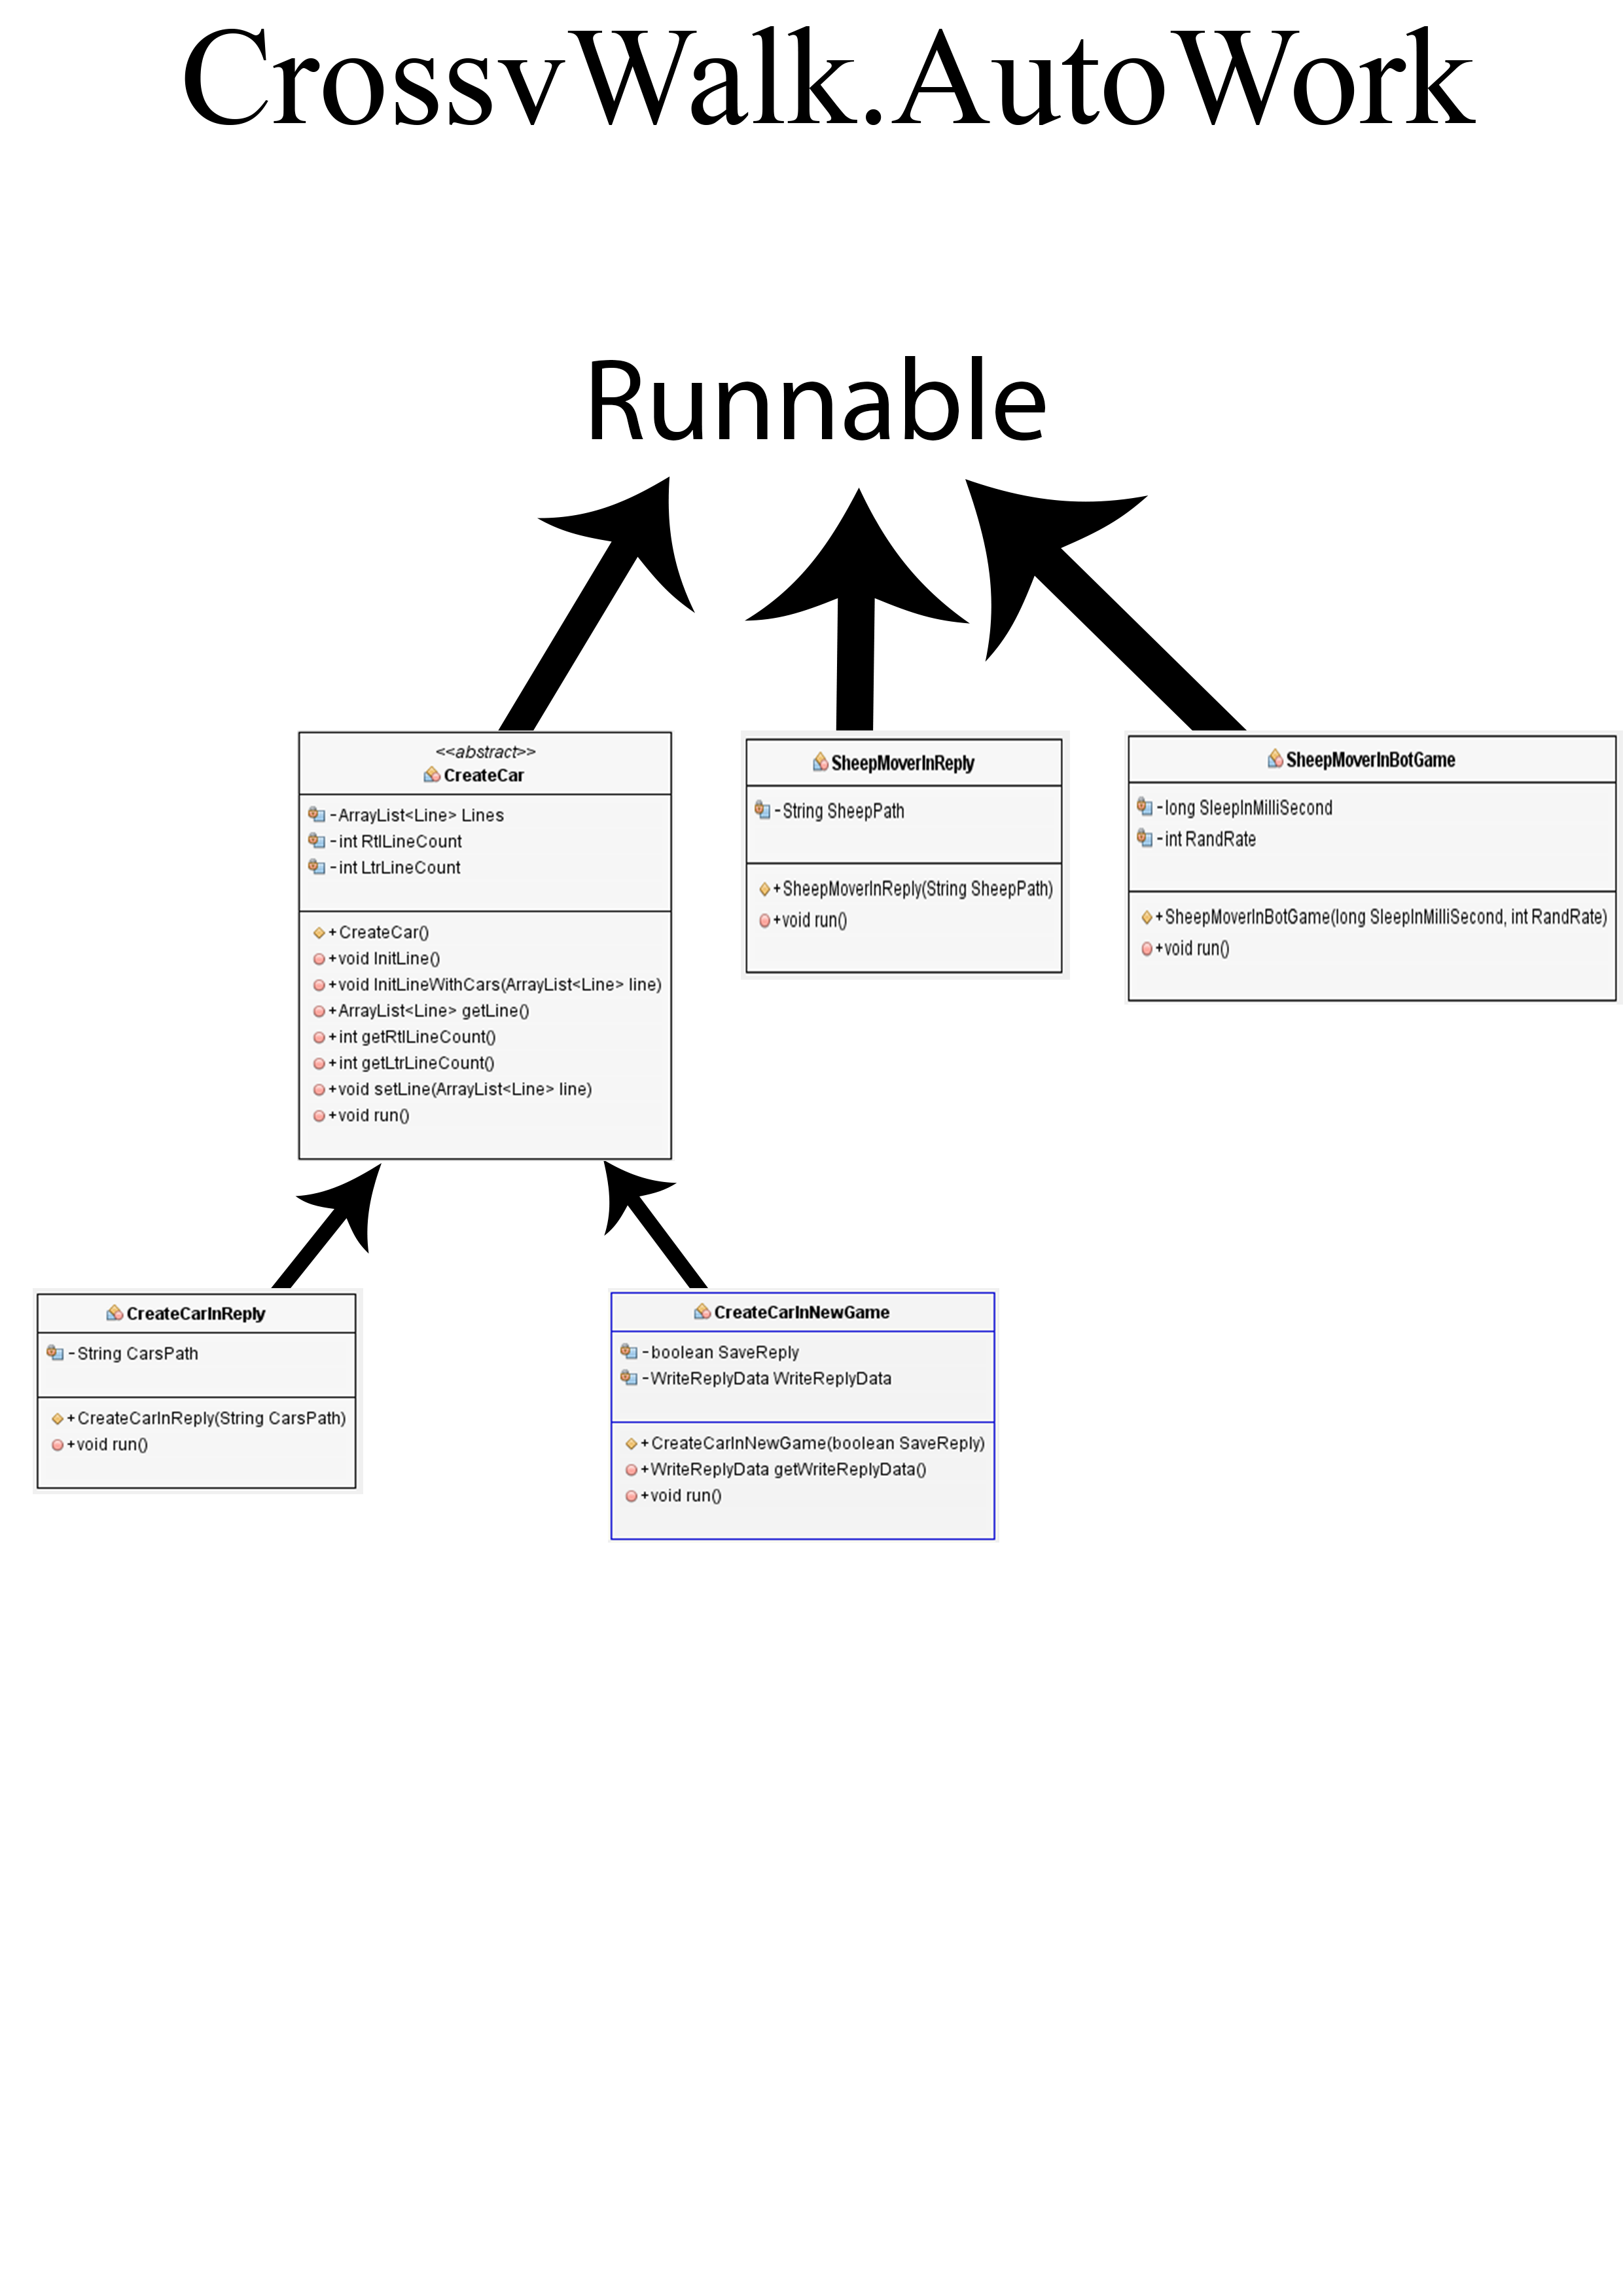 CrossvWalk.AutoWork
Runnable
<<abstract>>
CreateCar
-ArrayList<Line> Lines
-int RtlLineCount
-int LtrLineCount
+CreateCar()
+void InitLine()
+void InitLineWithCars(ArrayList<Line> line)
+ArrayList<Line> getLine()
+int getRtlLineCount()
+int getLtrLineCount()
+void setLine(ArrayList<Line> line)
+void run()
SheepMoverInReply
-String SheepPath
+SheepMoverInReply(String SheepPath)
+void run()
SheepMoverInBotGame
-long SleepInMilliSecond
-int RandRate
+SheepMoverInBotGame(long SleepInMilliSecond, int RandRate)
+void run()
CreateCarInReply
-String CarsPath
+CreateCarInReply(String CarsPath)
+void run()
CreateCarInNewGame
-boolean SaveReply
-WriteReplyData WriteReplyData
+CreateCarInNewGame(boolean SaveReply)
+WriteReplyData getWriteReplyData()
+void run()